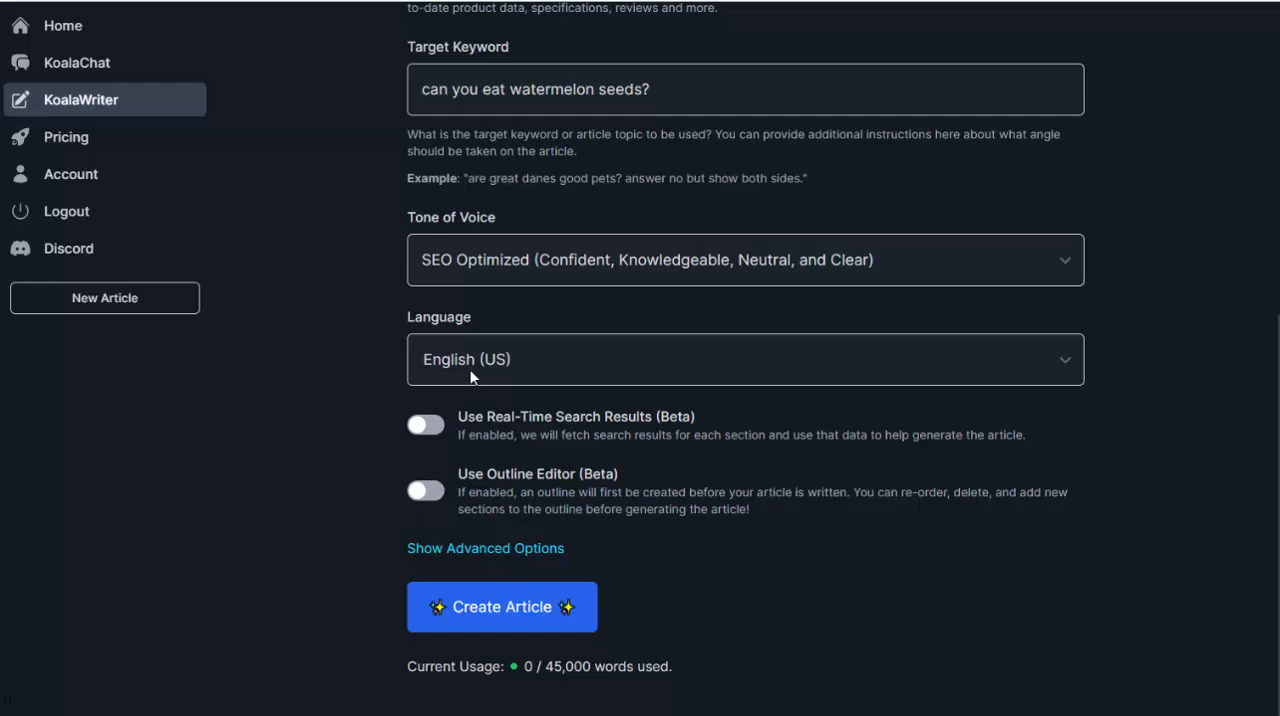 Home
KoalaChat
KoalaWriter
Pricing
Account
Logout
Discord
New Article
to-date product data, specifications, reviews and more.
Target Keyword
can you eat watermelon seeds?
What is the target keyword or article topic to be used? You can provide additional instructions here about what angle
should be taken on the article.
Example: "are great danes good pets? answer no but show both sides."
Tone of Voice
SEO Optimized (Confident, Knowledgeable, Neutral, and Clear)
Language
English (US)
Use Real-Time Search Results (Beta)
If enabled, we will fetch search results for each section and use that data to help generate the article.
Use Outline Editor (Beta)
If enabled, an outline will first be created before your article is written. You can re-order, delete, and add new
sections to the outline before generating the article!
Show Advanced Options
✨ Create Article ✨
Current Usage: 0 / 45,000 words used.